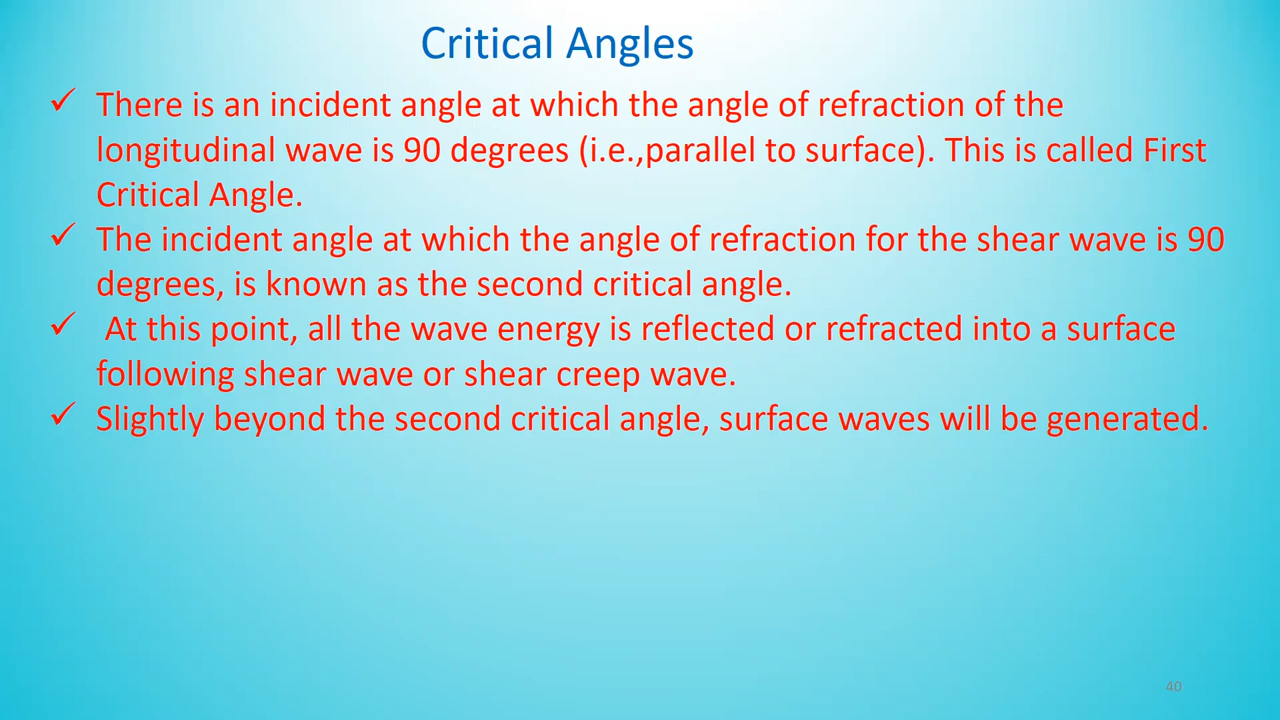 Critical Angles
✓ There is an incident angle at which the angle of refraction of the
longitudinal wave is 90 degrees (i.e.,parallel to surface). This is called First
Critical Angle.
✓ The incident angle at which the angle of refraction for the shear wave is 90
degrees, is known as the second critical angle.
✓ At this point, all the wave energy is reflected or refracted into a surface
following shear wave or shear creep wave.
✓ Slightly beyond the second critical angle, surface waves will be generated.
40